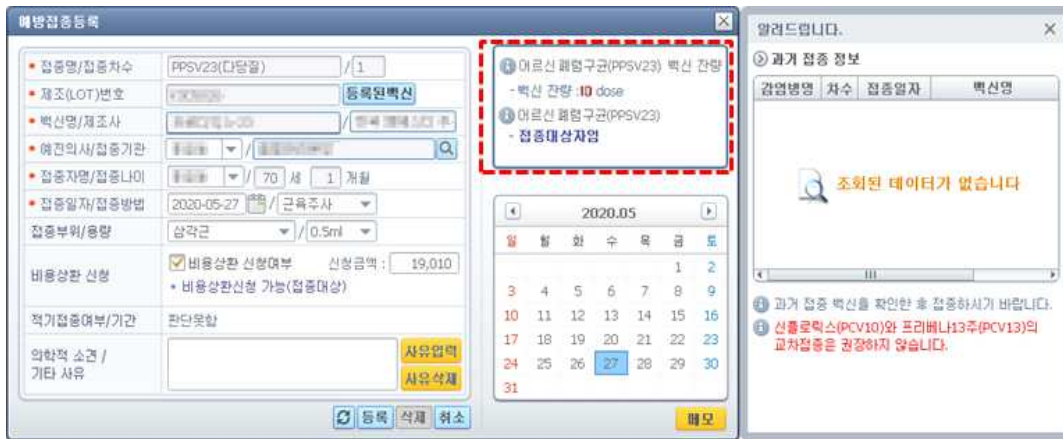 예방접종등록
접종명/접종차수 PPSV23(다당질) / 1
제조(LOT)번호 등록된백신
백신명/제조사 /
예진의사/접종기관 /
접종자명/접종나이 / 70 세 1 개월
접종일자/접종방법 2020-05-27 / 근육주사
접종부위/용량 삼각근 / 0.5ml
비용상환 신청 비용상환 신청여부 신청금액 : 19,010
비용상환신청 가능(접종대상)
적기접종여부/기간 판단못함
의학적 소견 /
기타 사유
사유입력
사유삭제
등록 삭제 취소
어르신 폐렴구균(PPSV23) 백신 잔량
- 백신 잔량 :10 dose
어르신 폐렴구균(PPSV23)
- 접종대상자임
2020.05
일 월 화 수 목 금 토
1 2
3 4 5 6 7 8 9
10 11 12 13 14 15 16
17 18 19 20 21 22 23
24 25 26 27 28 29 30
31
메모
알려드립니다.
과거 접종 정보
감염병명 차수 접종일자 백신명
조회된 데이터가 없습니다
과거 접종 백신을 확인한 후 접종하시기 바랍니다.
신플로릭스(PCV10)와 프리베나13주(PCV13)의
교차접종은 권장하지 않습니다.